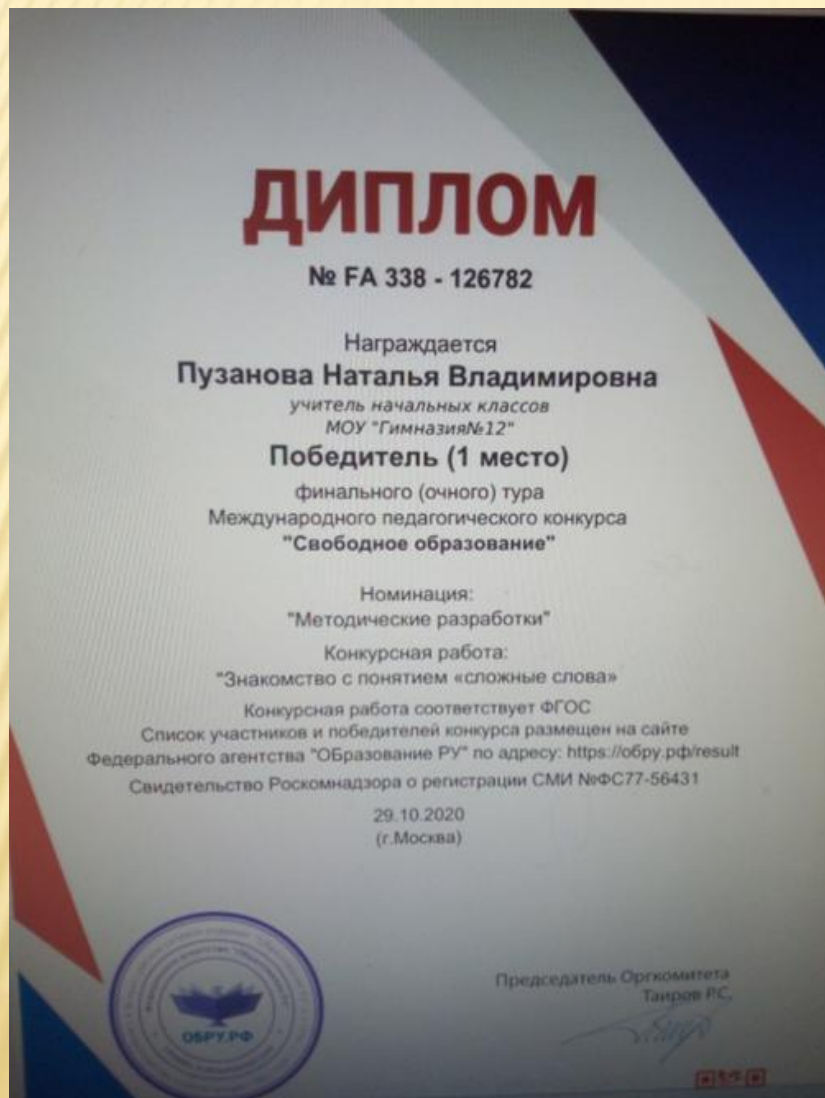 ДИПЛОМ
№ FA 338 - 126782
Награждается
Пузанова Наталья Владимировна
учитель начальных классов
МОУ "Гимназия№12"
Победитель (1 место)
финального (очного) тура
Международного педагогического конкурса
"Свободное образование"
Номинация:
"Методические разработки"
Конкурсная работа:
"Знакомство с понятием «сложные слова»
Конкурсная работа соответствует ФГОС
Список участников и победителей конкурса размещен на сайте
Федерального агентства "ОБразование РУ" по адресу: https://обру.рф/result
Свидетельство Роскомнадзора о регистрации СМИ №ФС77-56431
29.10.2020
(г.Москва)
Председатель Оргкомитета
Таиров Р.С.
ОБРУ.РФ